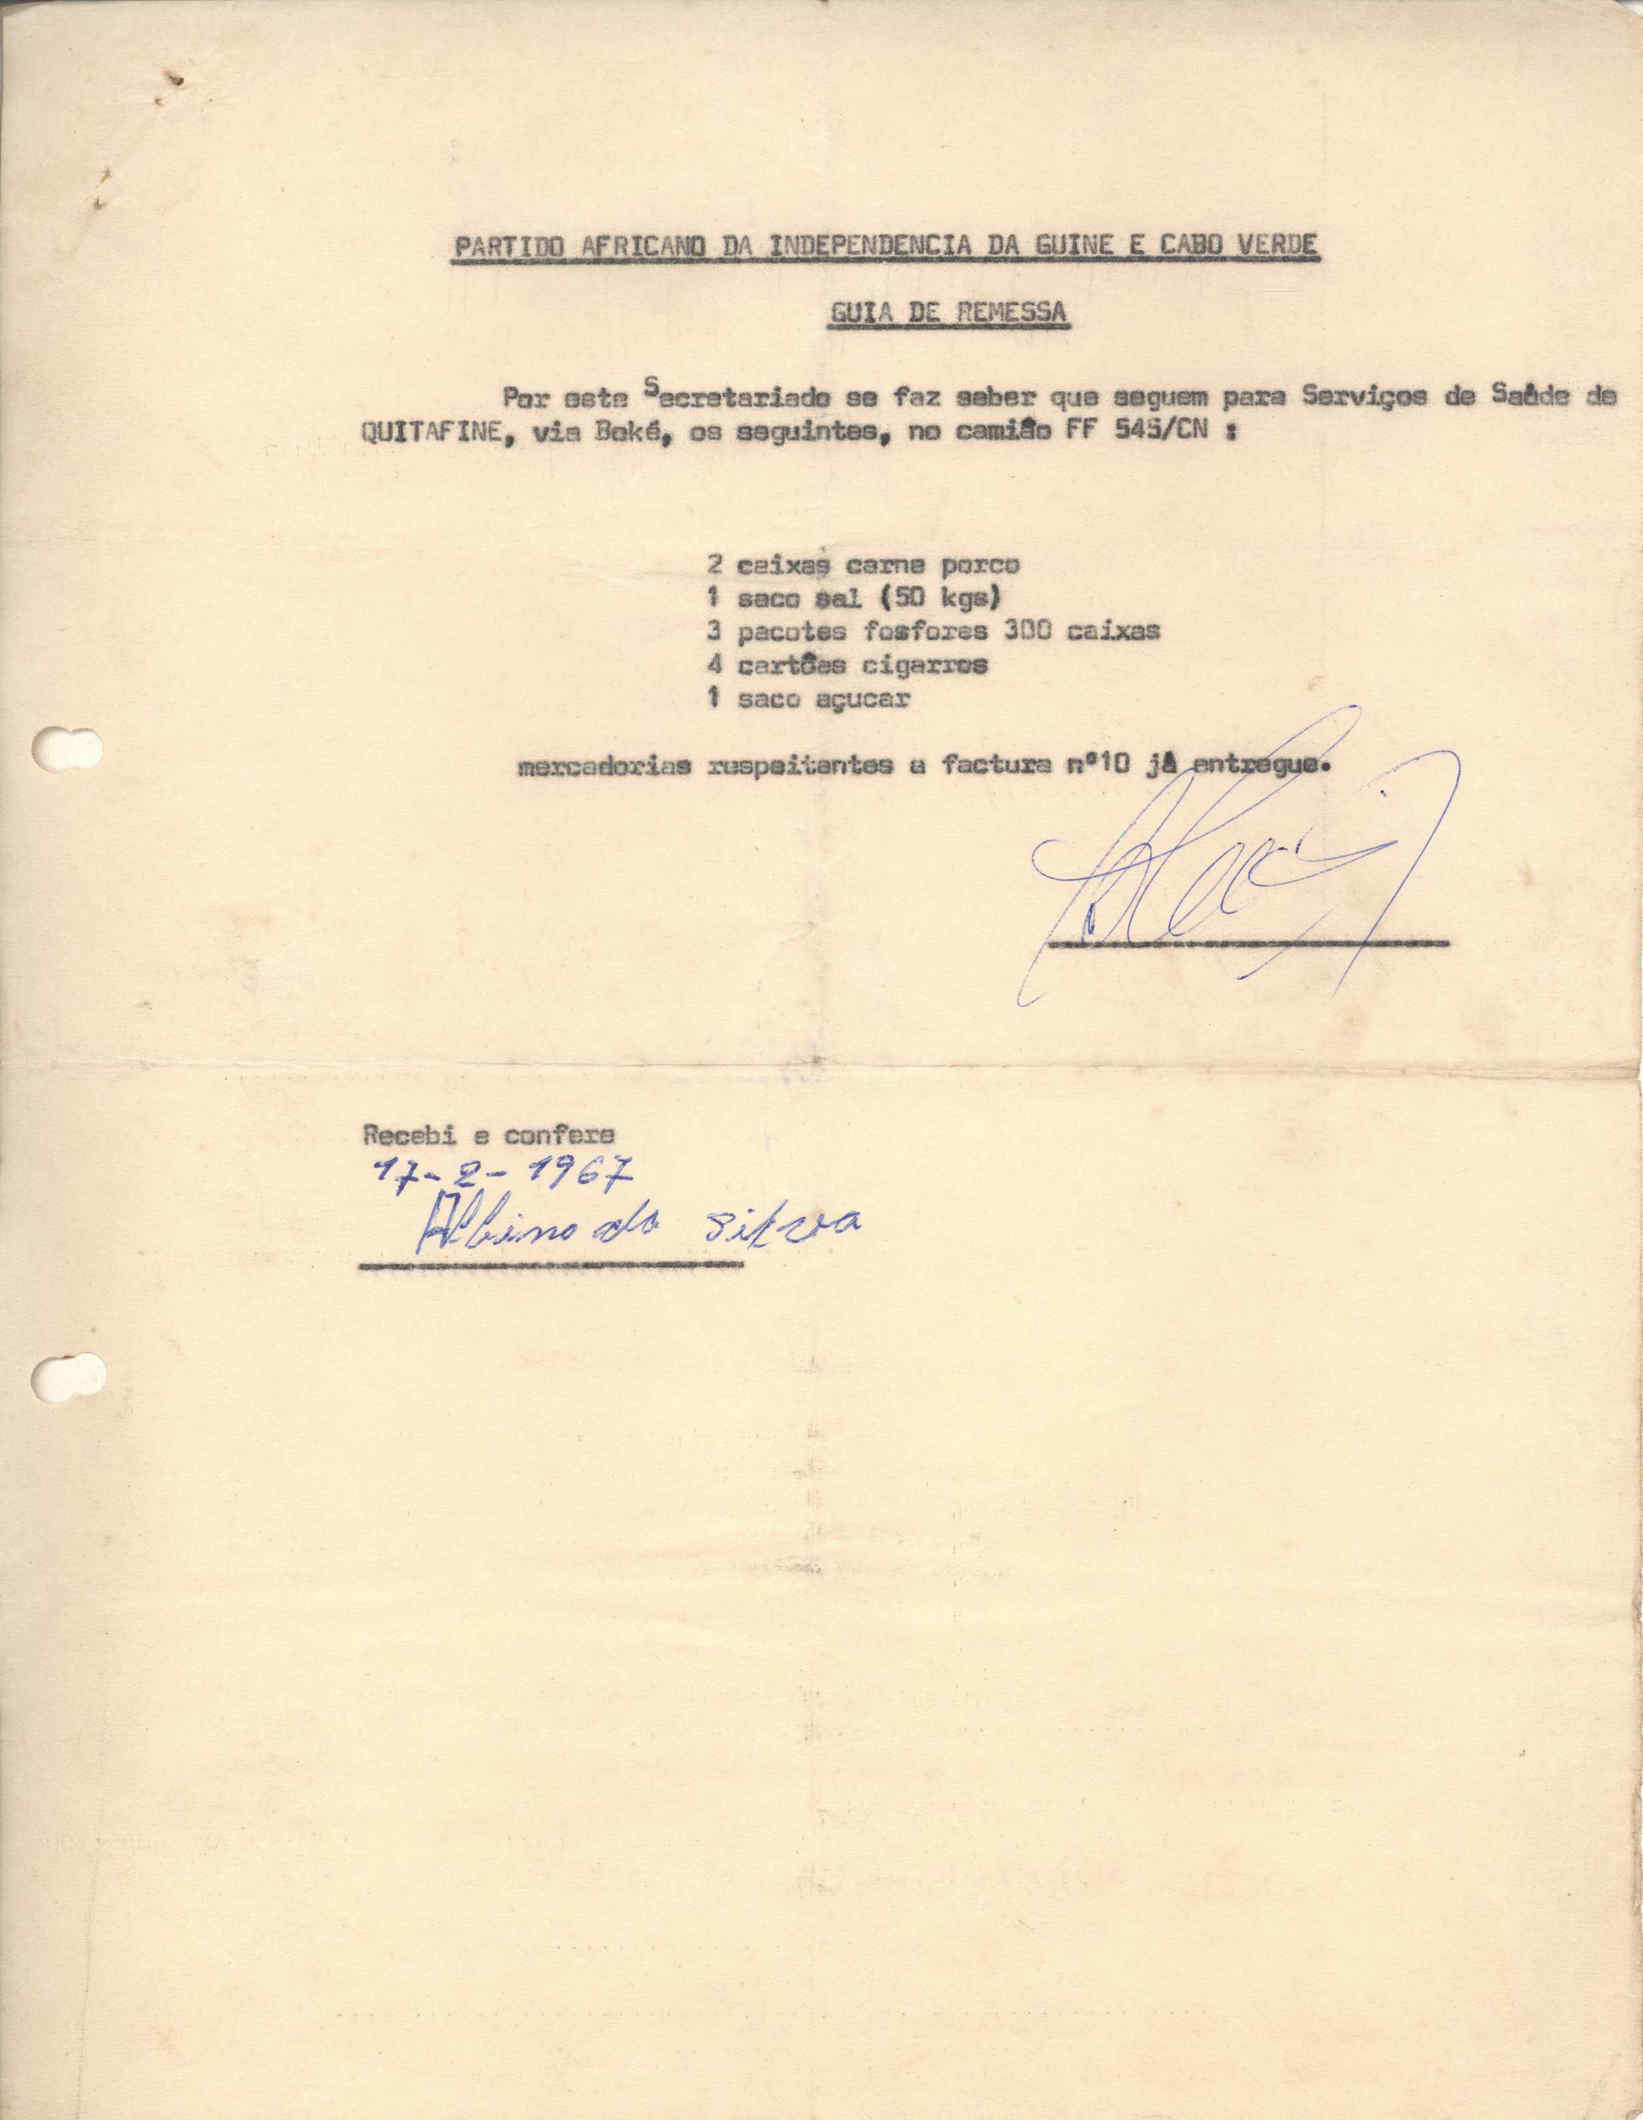 PARTIDO AFRICANO DA INDEPENDENCIA DA GUINE E CABO VERDE
GUIA DE REMESSA
Por este Secretariado se faz saber que seguem para Serviços de Saúde de
QUITAFINE, via Boké, os seguintes, no camião FF 545/CN :
2 caixas carne porco
1 saco sal (50 kgs)
3 pacotes fosfores 300 caixas
4 cartões cigarros
1 saco açucar
mercadorias respeitantes a factura nº10 já entregue.
Recebi e confere
17-2-1967
Albino da Silva